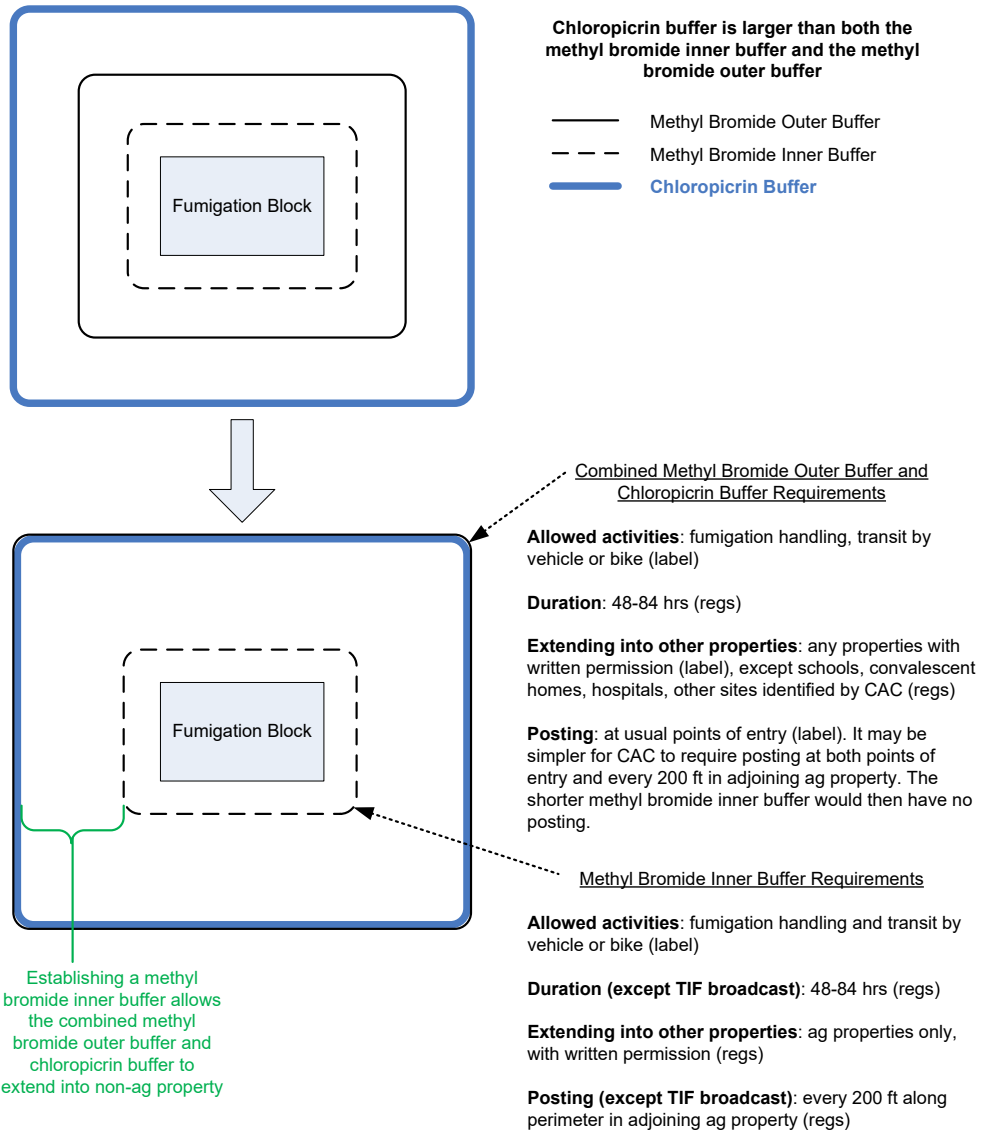 Chloropicrin buffer is larger than both the
methyl bromide inner buffer and the methyl
bromide outer buffer
Methyl Bromide Outer Buffer
Methyl Bromide Inner Buffer
Chloropicrin Buffer
Fumigation Block
Combined Methyl Bromide Outer Buffer and
Chloropicrin Buffer Requirements
Allowed activities: fumigation handling, transit by
vehicle or bike (label)
Duration: 48-84 hrs (regs)
Extending into other properties: any properties with
written permission (label), except schools, convalescent
homes, hospitals, other sites identified by CAC (regs)
Posting: at usual points of entry (label). It may be
simpler for CAC to require posting at both points of
entry and every 200 ft in adjoining ag property. The
shorter methyl bromide inner buffer would then have no
posting.
Fumigation Block
Methyl Bromide Inner Buffer Requirements
Allowed activities: fumigation handling and transit by
vehicle or bike (label)
Duration (except TIF broadcast): 48-84 hrs (regs)
Extending into other properties: ag properties only,
with written permission (regs)
Posting (except TIF broadcast): every 200 ft along
perimeter in adjoining ag property (regs)
Establishing a methyl
bromide inner buffer allows
the combined methyl
bromide outer buffer and
chloropicrin buffer to
extend into non-ag property